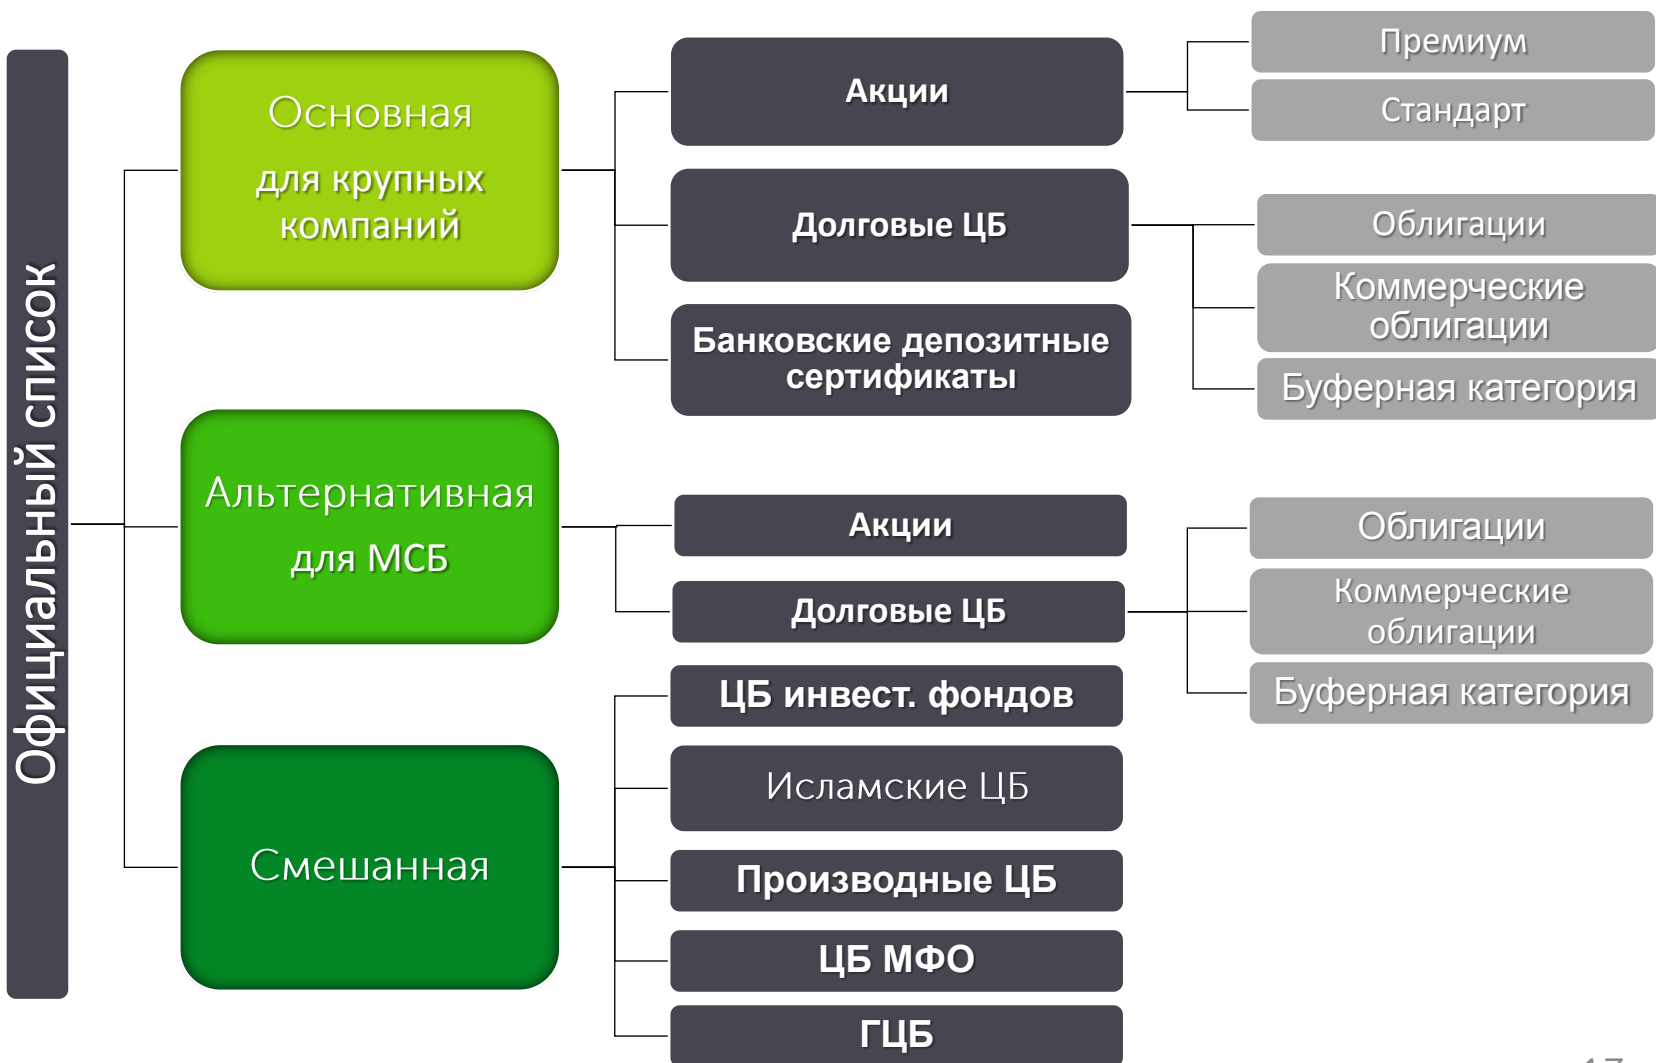 Официальный список
Основная
для крупных
компаний
Акции
Премиум
Стандарт
Долговые ЦБ
Облигации
Коммерческие
облигации
Буферная категория
Банковские депозитные
сертификаты
Альтернативная
для МСБ
Акции
Долговые ЦБ
Облигации
Коммерческие
облигации
Буферная категория
Смешанная
ЦБ инвест. фондов
Исламские ЦБ
Производные ЦБ
ЦБ МФО
ГЦБ
17